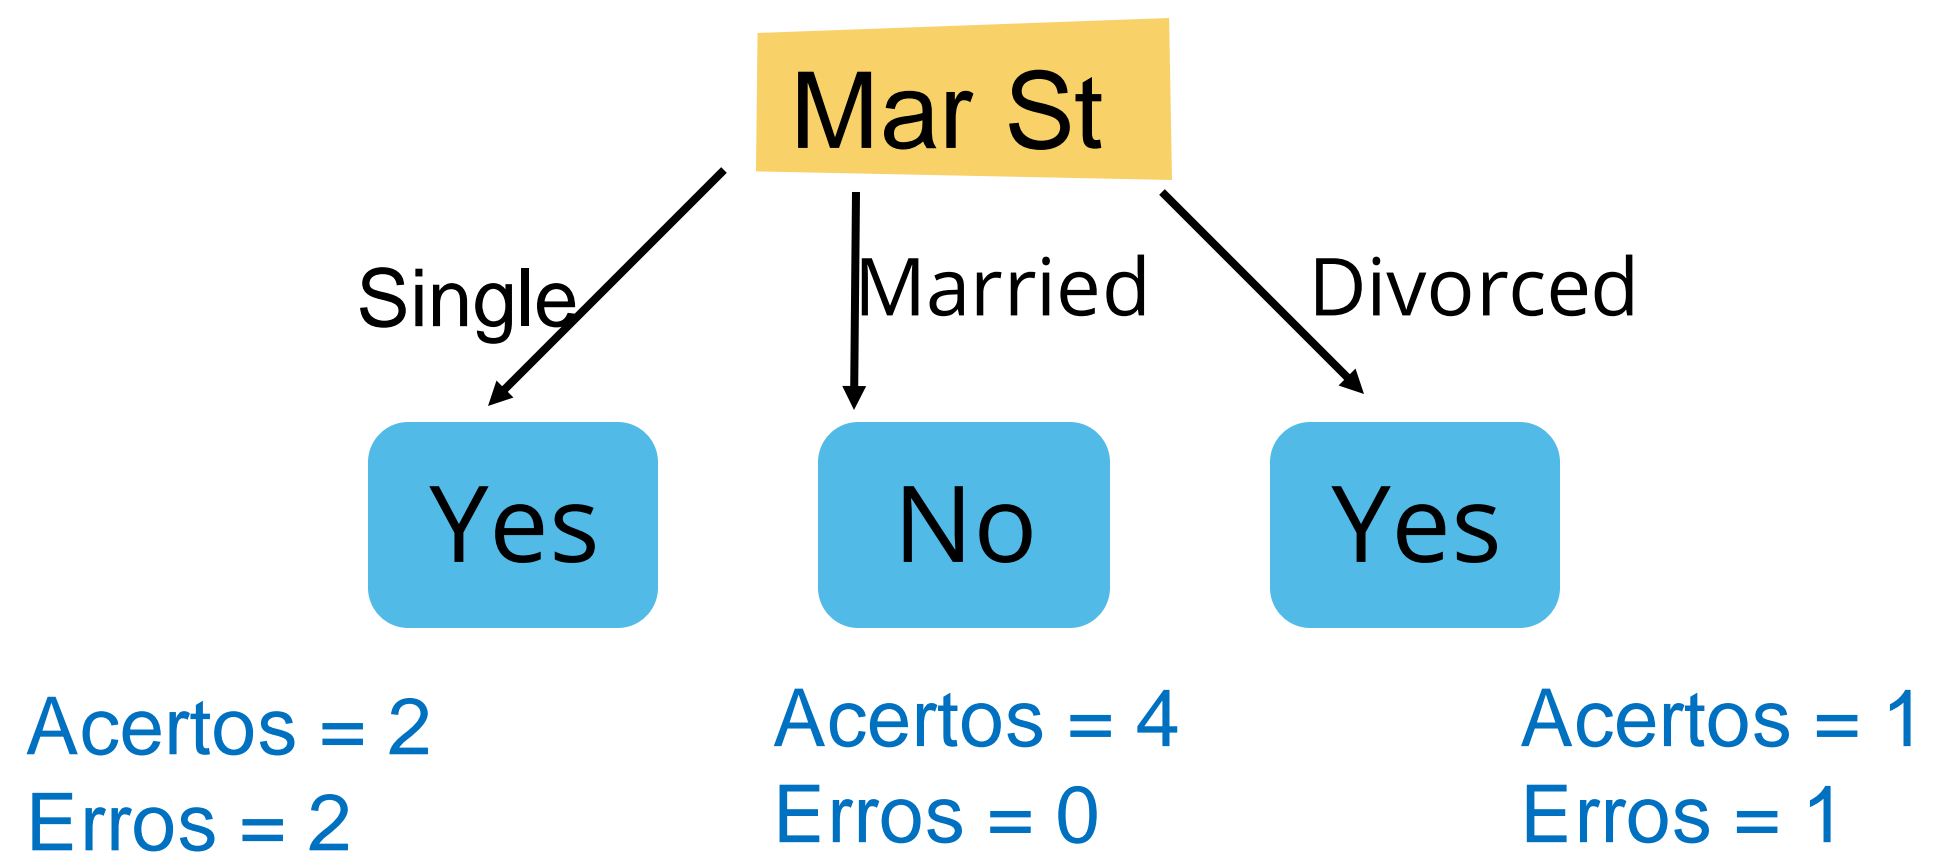 Mar St
Single
Married
Divorced
Yes
No
Yes
Acertos = 2
Erros = 2
Acertos = 4
Erros = 0
Acertos = 1
Erros = 1